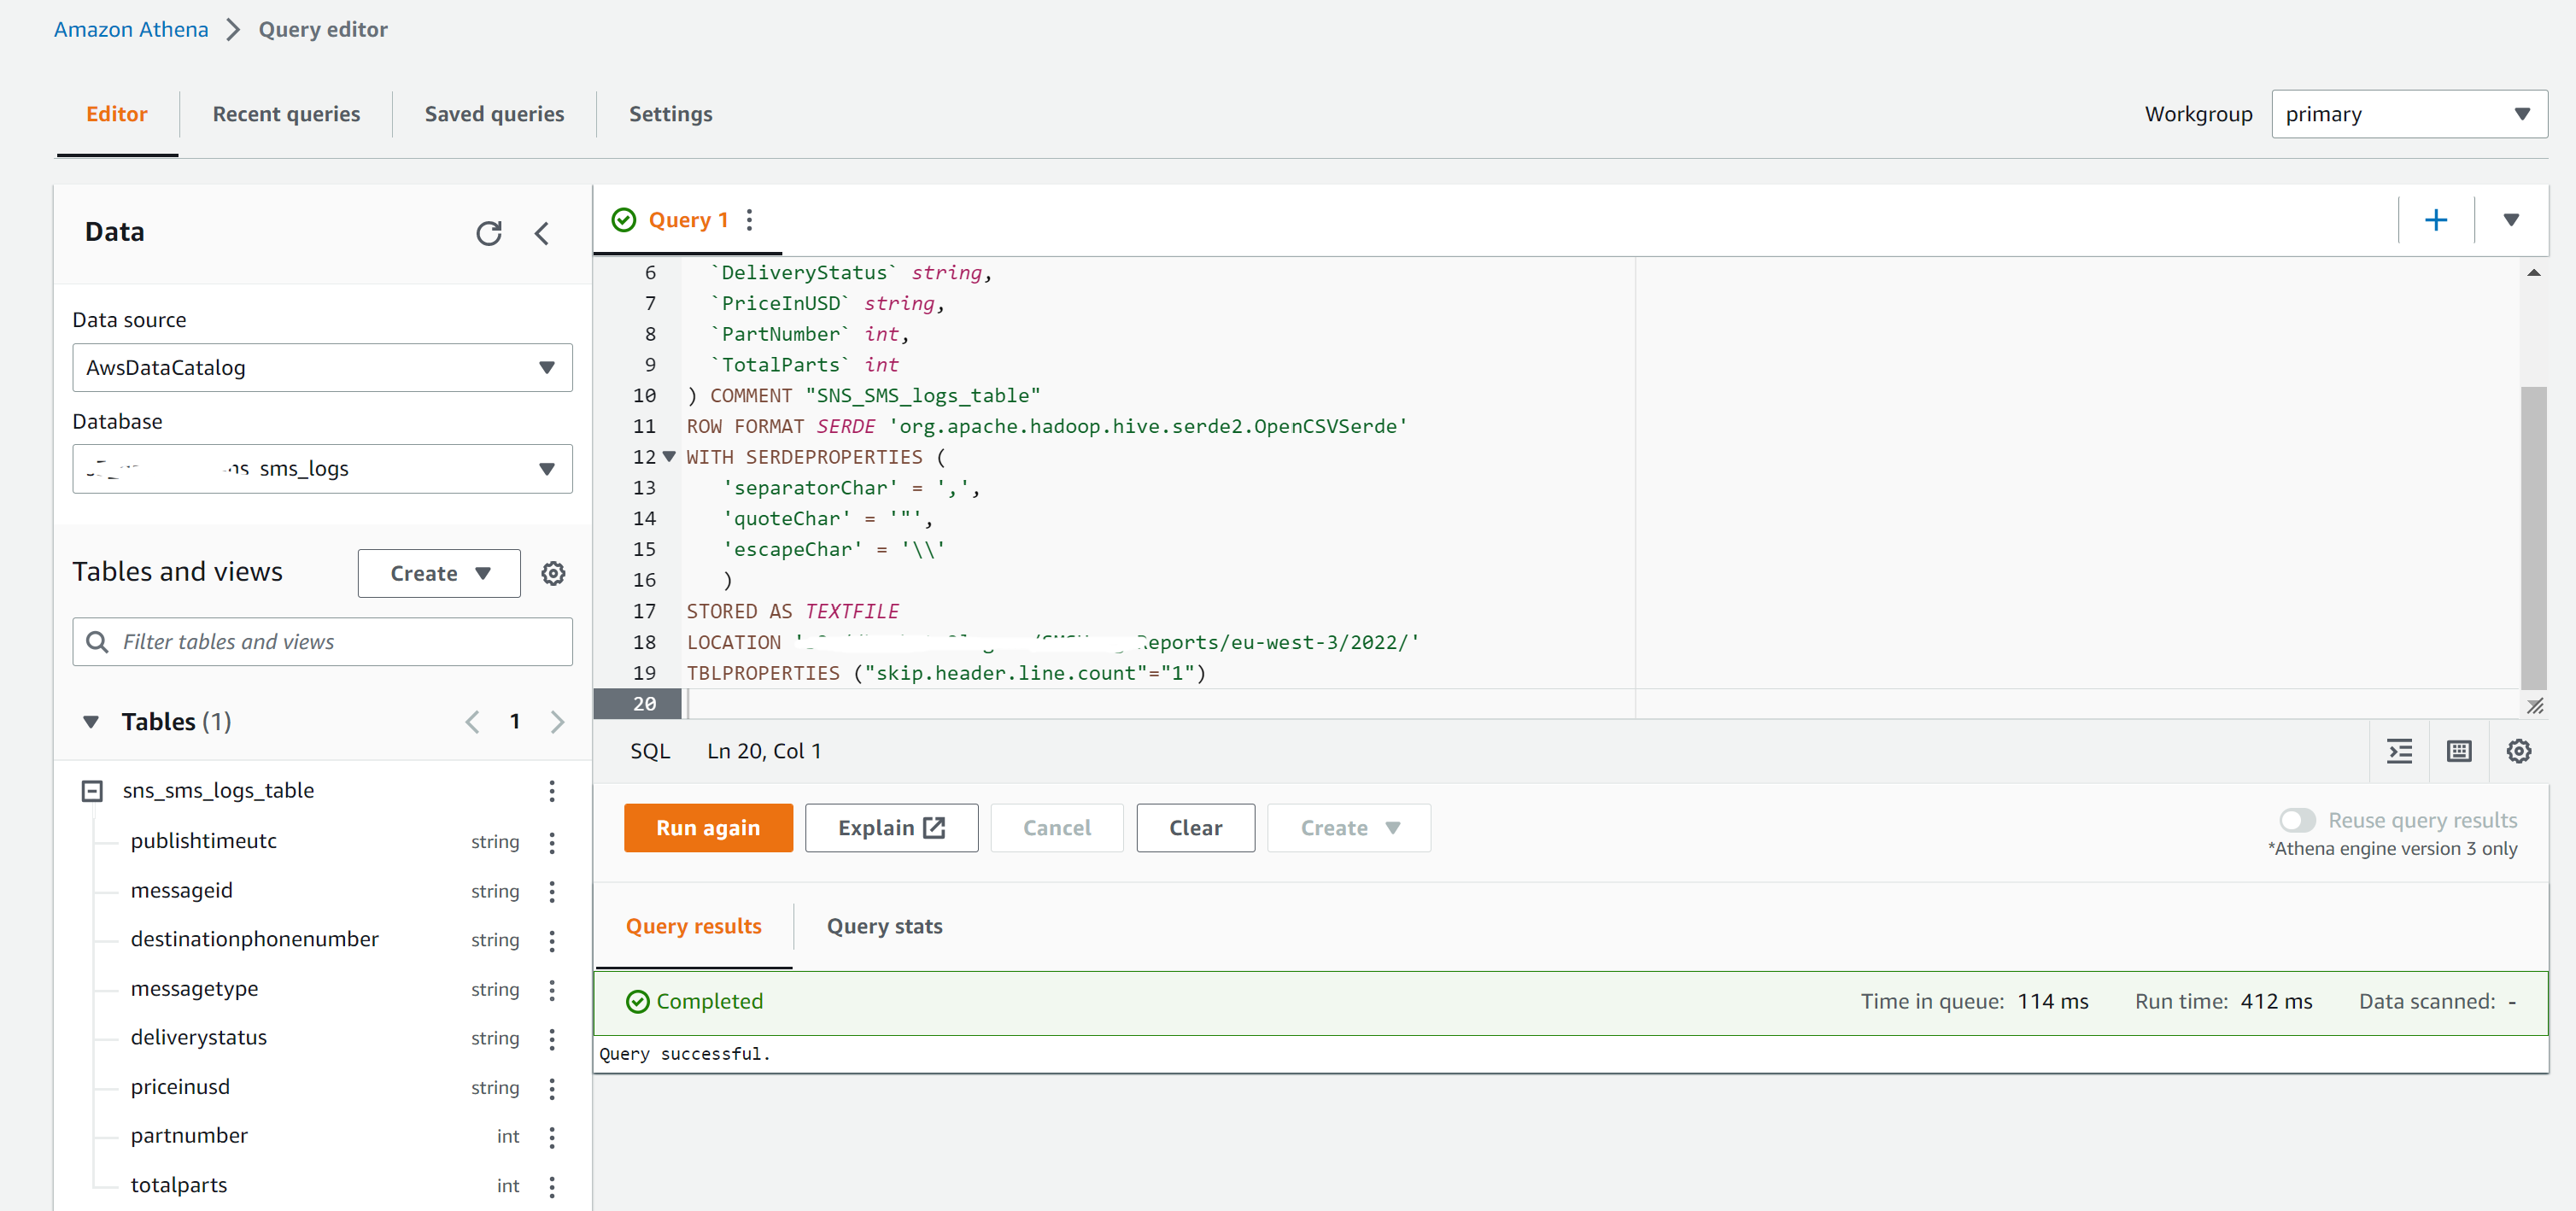 Amazon Athena > Query editor
Editor Recent queries Saved queries Settings
Workgroup primary
Data
Data source
AwsDataCatalog
Database
sms_logs
Tables and views Create
Filter tables and views
Tables (1) 1
sns_sms_logs_table
publishtimeutc string
messageid string
destinationphonenumber string
messagetype string
deliverystatus string
priceinusd string
partnumber int
totalparts int
Query 1
6 `DeliveryStatus` string,
7 `PriceInUSD` string,
8 `PartNumber` int,
9 `TotalParts` int
10 ) COMMENT "SNS_SMS_logs_table"
11 ROW FORMAT SERDE 'org.apache.hadoop.hive.serde2.OpenCSVSerde'
12 WITH SERDEPROPERTIES (
13 'separatorChar' = ',',
14 'quoteChar' = '"',
15 'escapeChar' = '\\'
16 )
17 STORED AS TEXTFILE
18 LOCATION ' Reports/eu-west-3/2022/'
19 TBLPROPERTIES ("skip.header.line.count"="1")
20
SQL Ln 20, Col 1
Run again Explain Cancel Clear Create
Reuse query results
*Athena engine version 3 only
Query results Query stats
Completed Time in queue: 114 ms Run time: 412 ms Data scanned: -
Query successful.